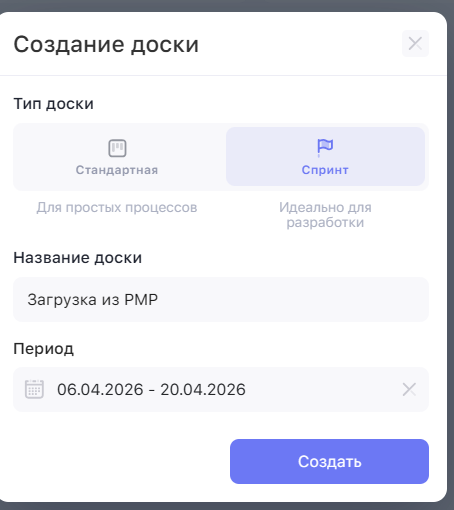 Создание доски
Тип доски
Стандартная
Спринт
Для простых процессов
Идеально для
разработки
Название доски
Загрузка из PMP
Период
06.04.2026 - 20.04.2026
Создать